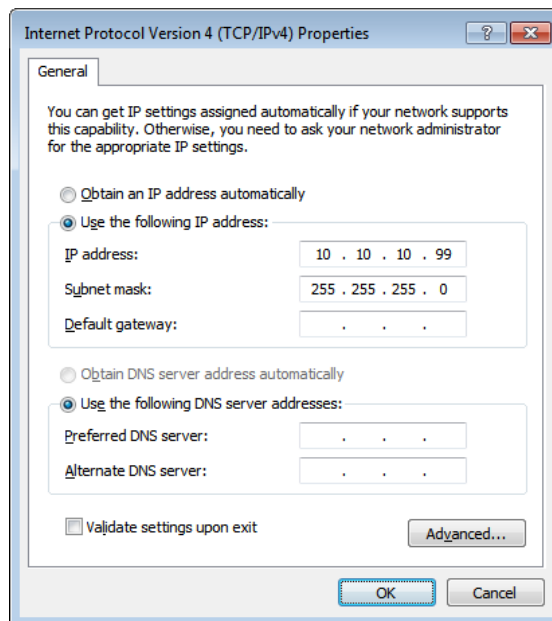 Internet Protocol Version 4 (TCP/IPv4) Properties
?
General
You can get IP settings assigned automatically if your network supports
this capability. Otherwise, you need to ask your network administrator
for the appropriate IP settings.
Obtain an IP address automatically
Use the following IP address:
IP address: 10 . 10 . 10 . 99
Subnet mask: 255 . 255 . 255 . 0
Default gateway: . . .
Obtain DNS server address automatically
Use the following DNS server addresses:
Preferred DNS server: . . .
Alternate DNS server: . . .
Validate settings upon exit
Advanced...
OK Cancel